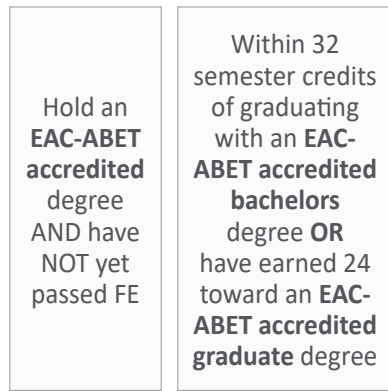 Hold an
EAC-ABET
accredited
degree
AND have
NOT yet
passed FE
Within 32
semester credits
of graduating
with an EAC-
ABET accredited
bachelors
degree OR
have earned 24
toward an EAC-
ABET accredited
graduate degree